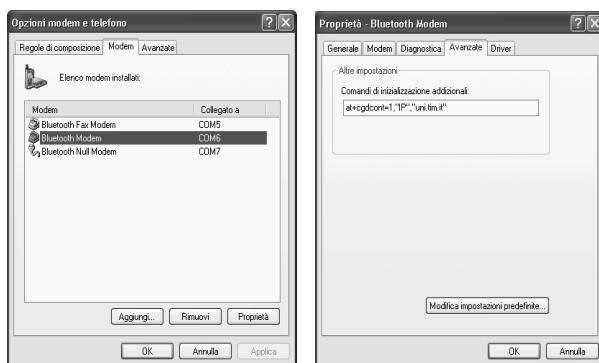 Opzioni modem e telefono
Regole di composizione Modem Avanzate
Elenco modem installati:
Modem Collegato a
Bluetooth Fax Modem COM5
Bluetooth Modem COM6
Bluetooth Null Modem COM7
Aggiungi... Rimuovi Proprietà
OK Annulla Applica
Proprietà - Bluetooth Modem
Generale Modem Diagnostica Avanzate Driver
Altre impostazioni
Comandi di inizializzazione addizionali:
at+cgdcont=1,"IP","uni.tim.it"
Modifica impostazioni predefinite...
OK Annulla